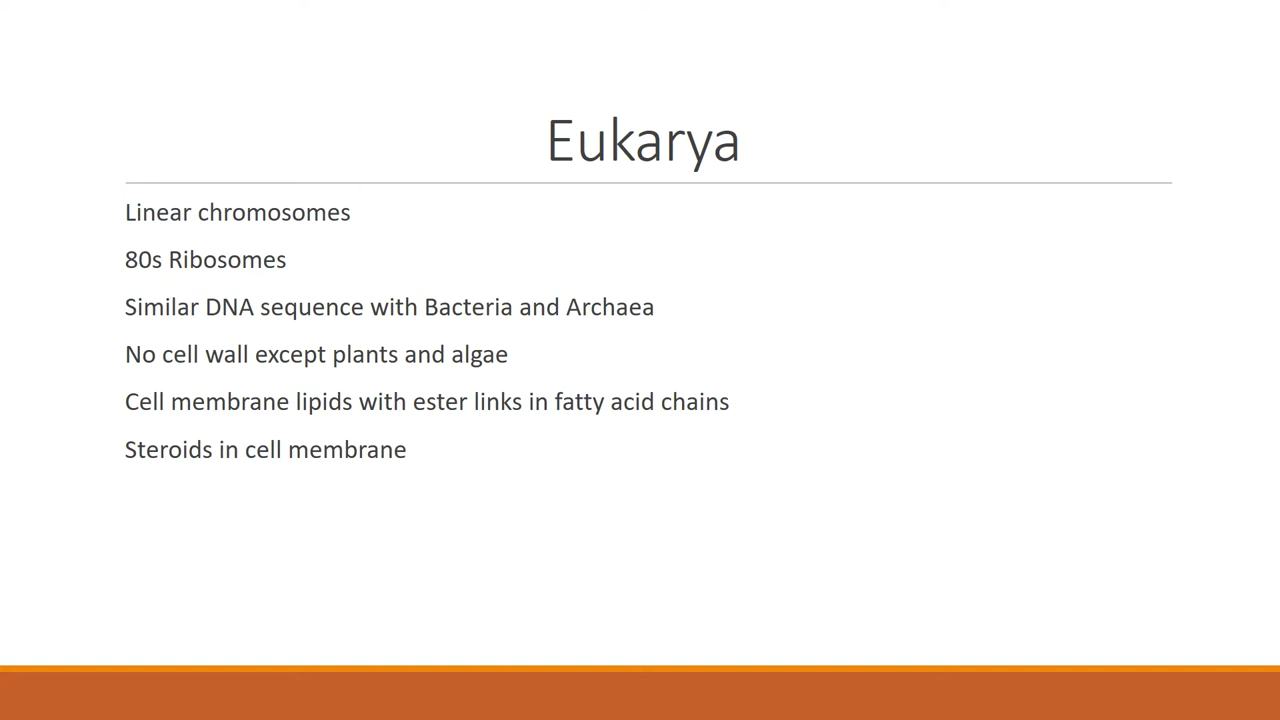 Eukarya
Linear chromosomes
80s Ribosomes
Similar DNA sequence with Bacteria and Archaea
No cell wall except plants and algae
Cell membrane lipids with ester links in fatty acid chains
Steroids in cell membrane